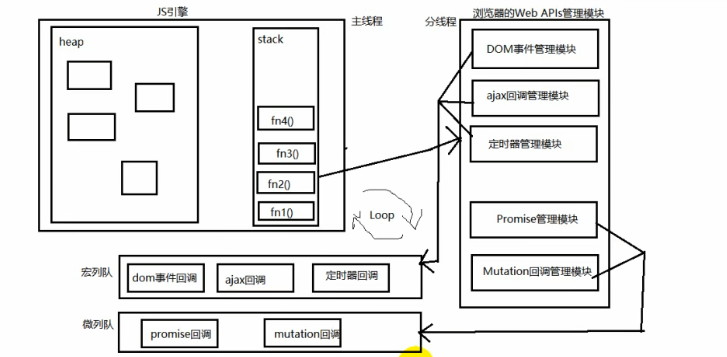 JS引擎
主线程
分线程
浏览器的Web APIs管理模块
heap
stack
fn4()
fn3()
fn2()
fn1()
DOM事件管理模块
ajax回调管理模块
定时器管理模块
Promise管理模块
Mutation回调管理模块
Loop
宏列队
dom事件回调
ajax回调
定时器回调
微列队
promise回调
mutation回调